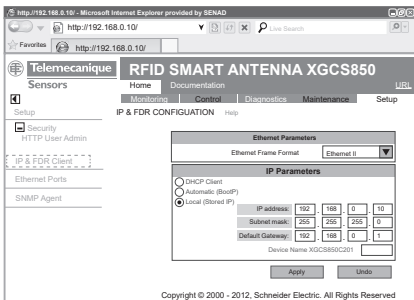 http://192.168.0.10/ - Microsoft Internet Explorer provided by SENAD
http://192.168.0.10/
Live Search
Favorites
http://192.168.0.10/
Telemecanique
Sensors
RFID SMART ANTENNA XGCS850
Home Documentation URL
Monitoring Control Diagnostics Maintenance Setup
Setup
IP & FDR CONFIGUATION Help
Security
HTTP User Admin
IP & FDR Client
Ethernet Ports
SNMP Agent
Ethernet Parameters
Ethernet Frame Format Ethernet II
IP Parameters
DHCP Client
Automatic (BootP)
Local (Stored IP)
IP address: 192 . 168 . 0 . 10
Subnet mask: 255 . 255 . 255 . 0
Default Gateway: 192 . 168 . 0 . 1
Device Name XGCS850C201
Apply Undo
Copyright © 2000 - 2012, Schneider Electric. All Rights Reserved